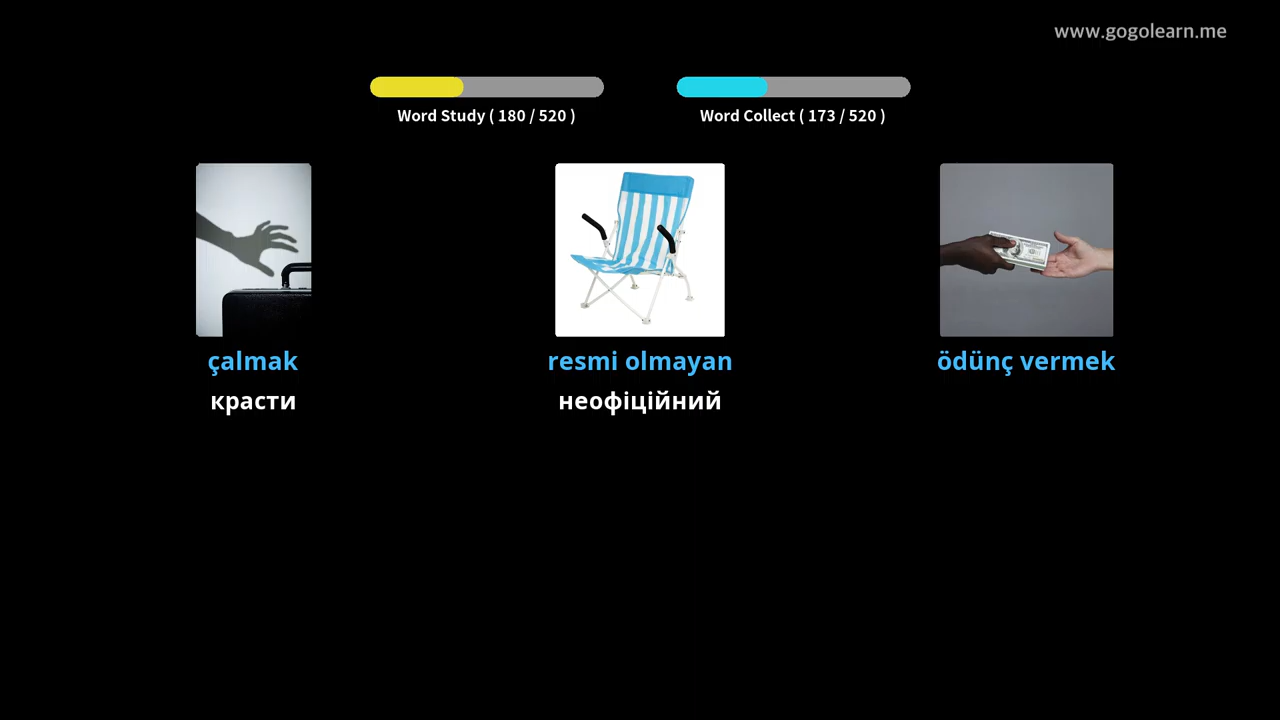 www.gogolearn.me
Word Study ( 180 / 520 )
Word Collect ( 173 / 520 )
çalmak
resmi olmayan
ödünç vermek
красти
неофіційний